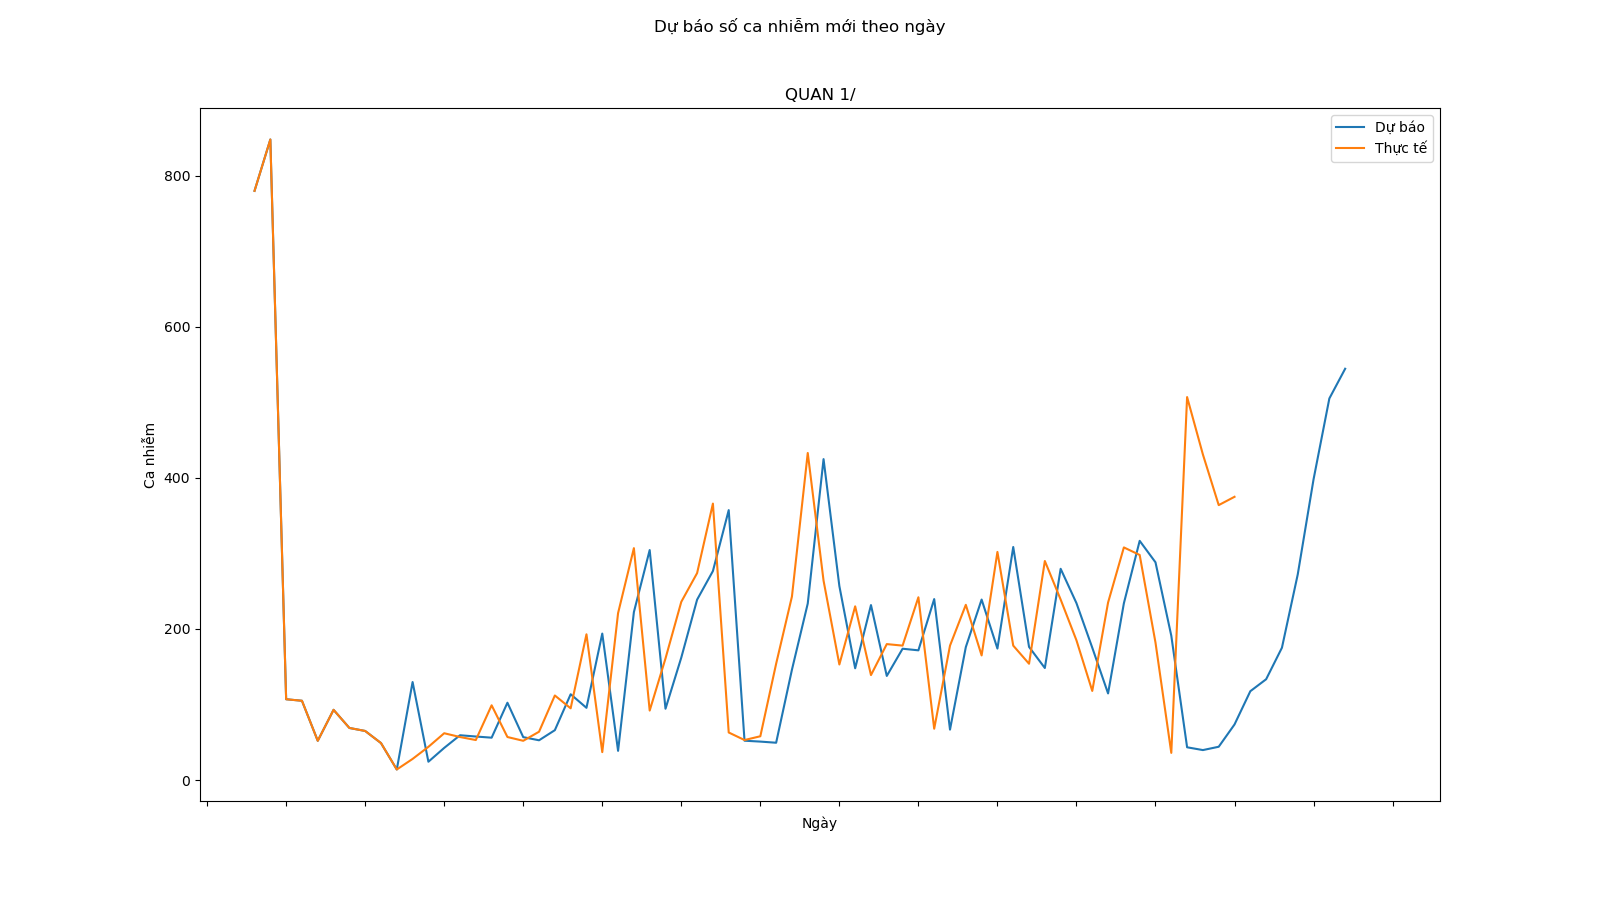 Dự báo số ca nhiễm mới theo ngày
QUAN 1/
Dự báo
Thực tế
800
600
400
200
0
Ca nhiễm
Ngày